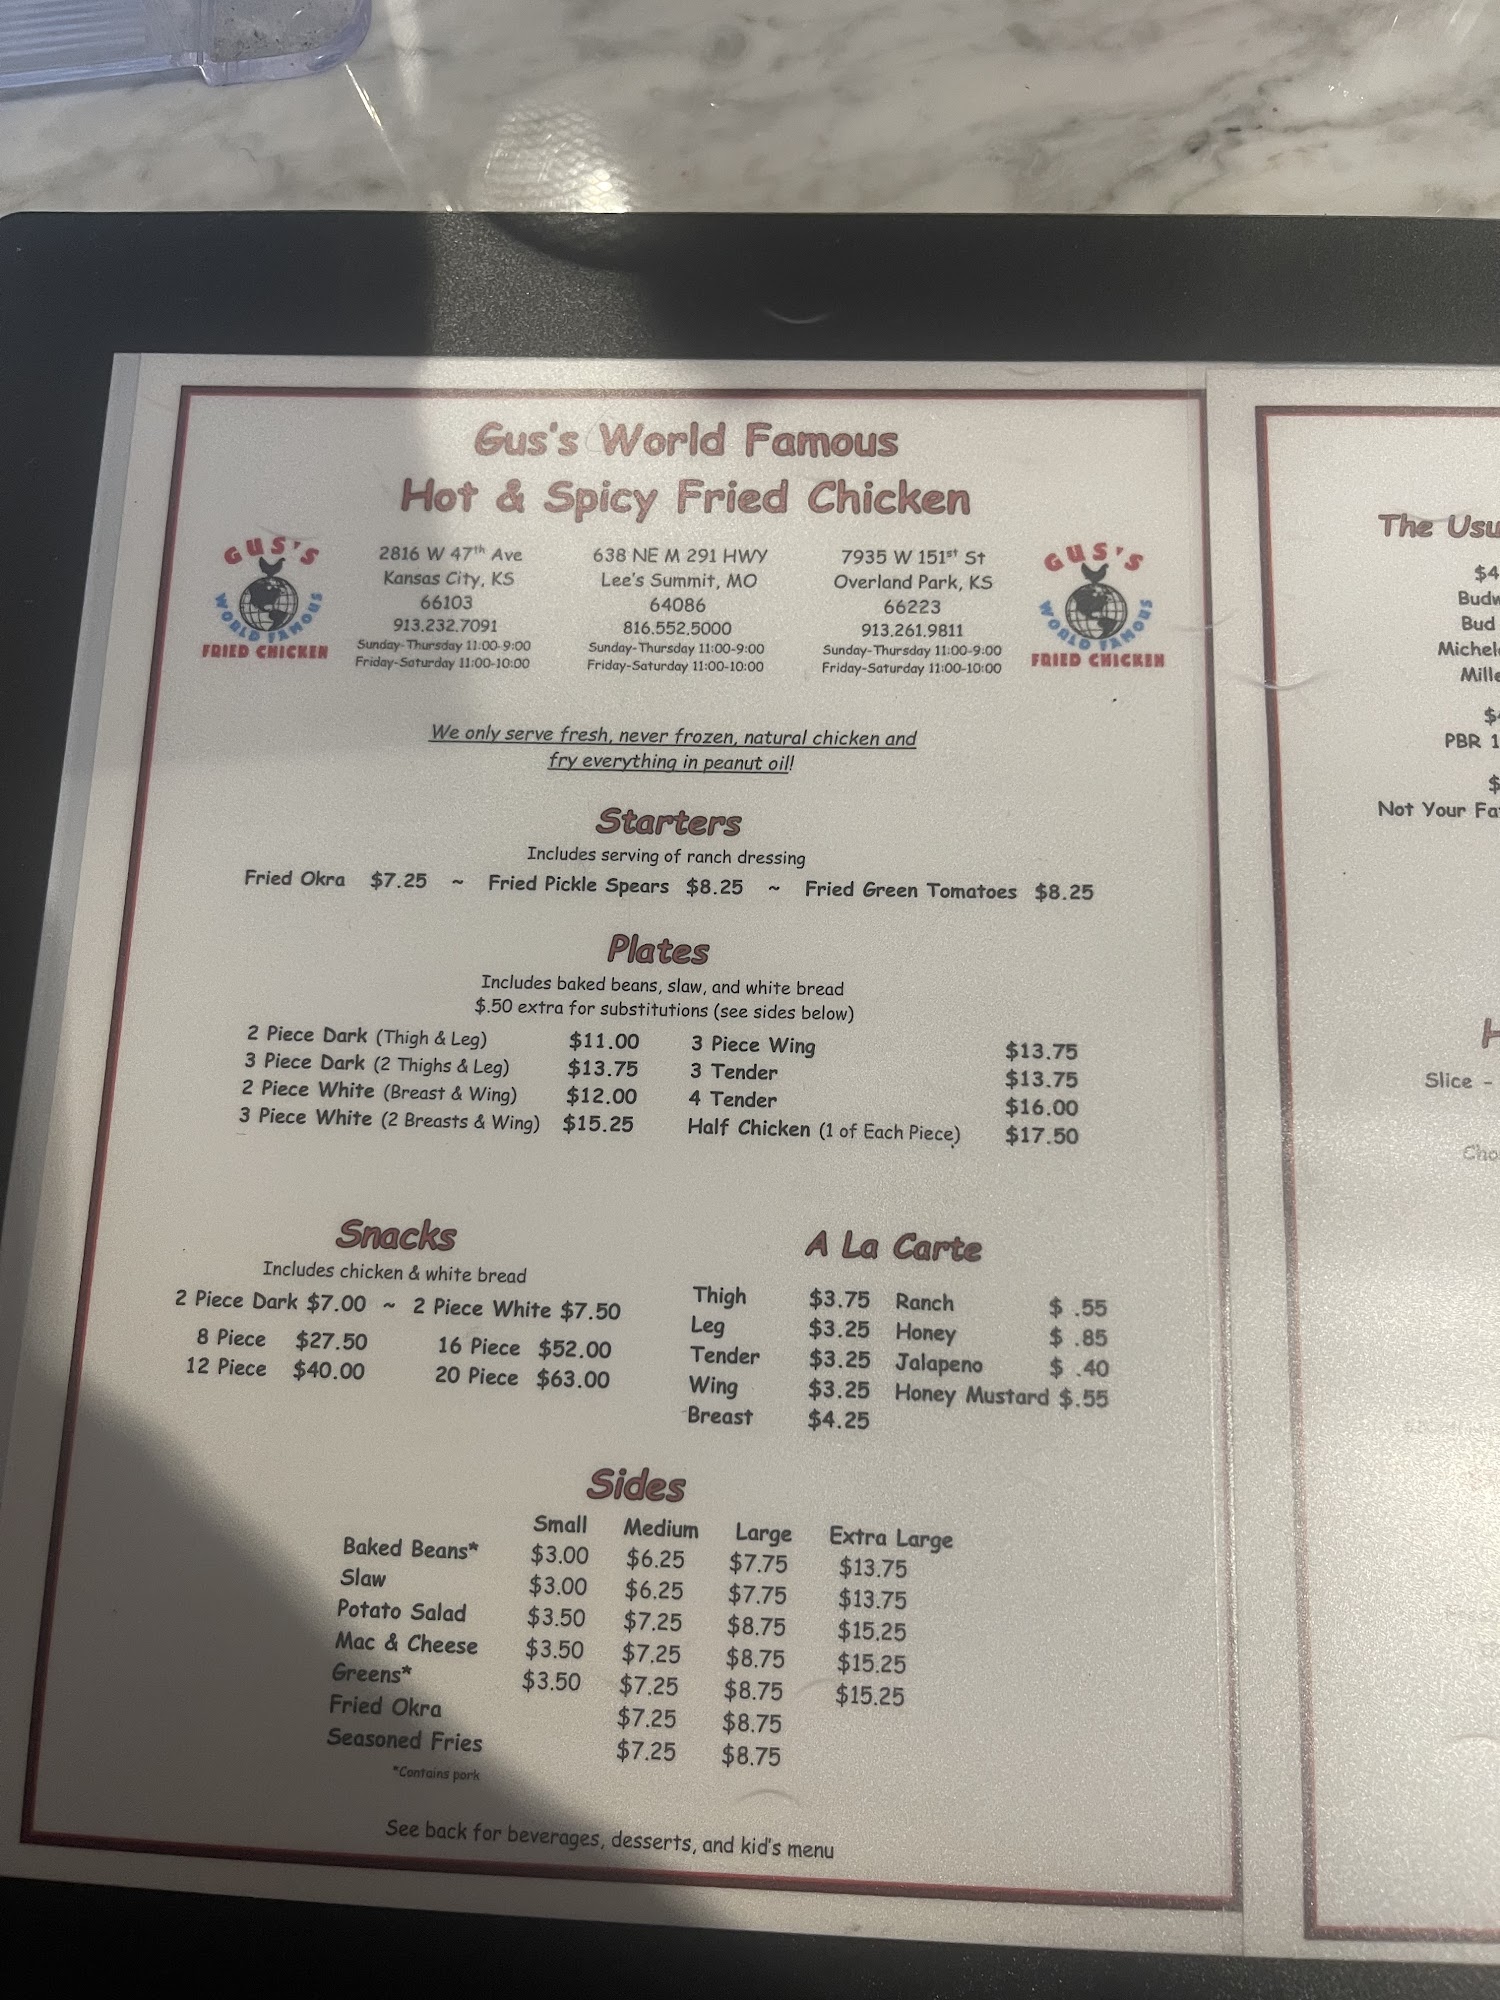 Gus's World Famous
Hot & Spicy Fried Chicken
GUS'S
WORLD FAMOUS
FRIED CHICKEN
2816 W 47th Ave
Kansas City, KS
66103
913.232.7091
Sunday-Thursday 11:00-9:00
Friday-Saturday 11:00-10:00
638 NE M 291 HWY
Lee's Summit, MO
64086
816.552.5000
Sunday-Thursday 11:00-9:00
Friday-Saturday 11:00-10:00
7935 W 151st St
Overland Park, KS
66223
913.261.9811
Sunday-Thursday 11:00-9:00
Friday-Saturday 11:00-10:00
GUS'S
WORLD FAMOUS
FRIED CHICKEN
We only serve fresh, never frozen, natural chicken and
fry everything in peanut oil!
Starters
Includes serving of ranch dressing
Fried Okra $7.25 ~ Fried Pickle Spears $8.25 ~ Fried Green Tomatoes $8.25
Plates
Includes baked beans, slaw, and white bread
$.50 extra for substitutions (see sides below)
2 Piece Dark (Thigh & Leg) $11.00 3 Piece Wing $13.75
3 Piece Dark (2 Thighs & Leg) $13.75 3 Tender $13.75
2 Piece White (Breast & Wing) $12.00 4 Tender $16.00
3 Piece White (2 Breasts & Wing) $15.25 Half Chicken (1 of Each Piece) $17.50
Snacks
Includes chicken & white bread
2 Piece Dark $7.00 ~ 2 Piece White $7.50
8 Piece $27.50 16 Piece $52.00
12 Piece $40.00 20 Piece $63.00
A La Carte
Thigh $3.75 Ranch $ .55
Leg $3.25 Honey $ .85
Tender $3.25 Jalapeno $ .40
Wing $3.25 Honey Mustard $.55
Breast $4.25
Sides
Small Medium Large Extra Large
Baked Beans* $3.00 $6.25 $7.75 $13.75
Slaw $3.00 $6.25 $7.75 $13.75
Potato Salad $3.50 $7.25 $8.75 $15.25
Mac & Cheese $3.50 $7.25 $8.75 $15.25
Greens* $3.50 $7.25 $8.75 $15.25
Fried Okra $7.25 $8.75
Seasoned Fries $7.25 $8.75
*Contains pork
See back for beverages, desserts, and kid's menu
The Usu
$4
Budw
Bud
Michel
Mille
PBR 1
$
Not Your Fa
H
Slice -
Cho